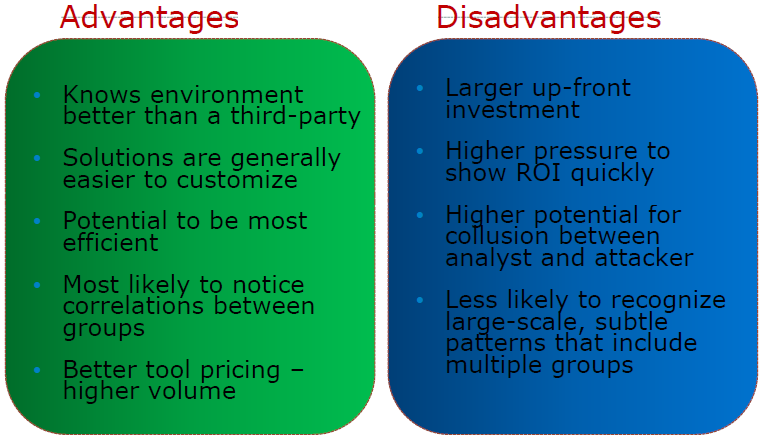 Advantages
Knows environment
better than a third-party
Solutions are generally
easier to customize
Potential to be most
efficient
Most likely to notice
correlations between
groups
Better tool pricing –
higher volume
Disadvantages
Larger up-front
investment
Higher pressure to
show ROI quickly
Higher potential for
collusion between
analyst and attacker
Less likely to recognize
large-scale, subtle
patterns that include
multiple groups